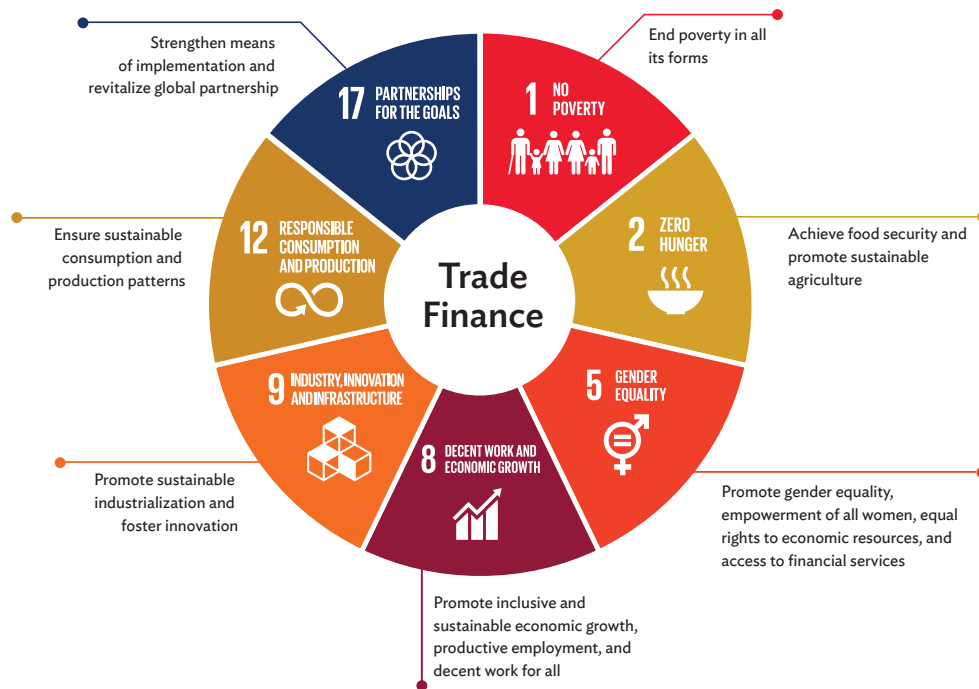 Strengthen means
of implementation and
revitalize global partnership
End poverty in all
its forms
17 PARTNERSHIPS
FOR THE GOALS
1 NO
POVERTY
Ensure sustainable
consumption and
production patterns
12 RESPONSIBLE
CONSUMPTION
AND PRODUCTION
2 ZERO
HUNGER
Achieve food security and
promote sustainable
agriculture
Trade
Finance
9 INDUSTRY, INNOVATION
AND INFRASTRUCTURE
5 GENDER
EQUALITY
8 DECENT WORK AND
ECONOMIC GROWTH
Promote sustainable
industrialization and
foster innovation
Promote gender equality,
empowerment of all women, equal
rights to economic resources, and
access to financial services
Promote inclusive and
sustainable economic growth,
productive employment, and
decent work for all